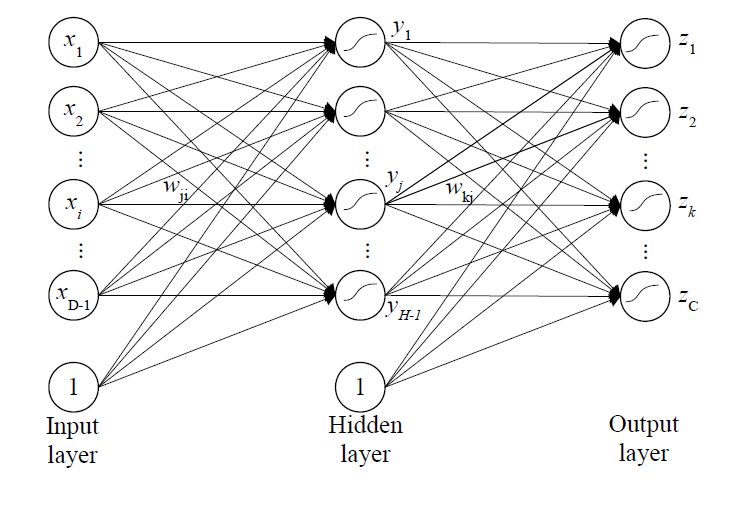 x1 y1 z1
x2 z2
⋮ ⋮ ⋮
xi wji yj wkj zk
⋮ ⋮ ⋮
xD-1 yH-1 zC
1 1
Input layer
Hidden layer
Output layer